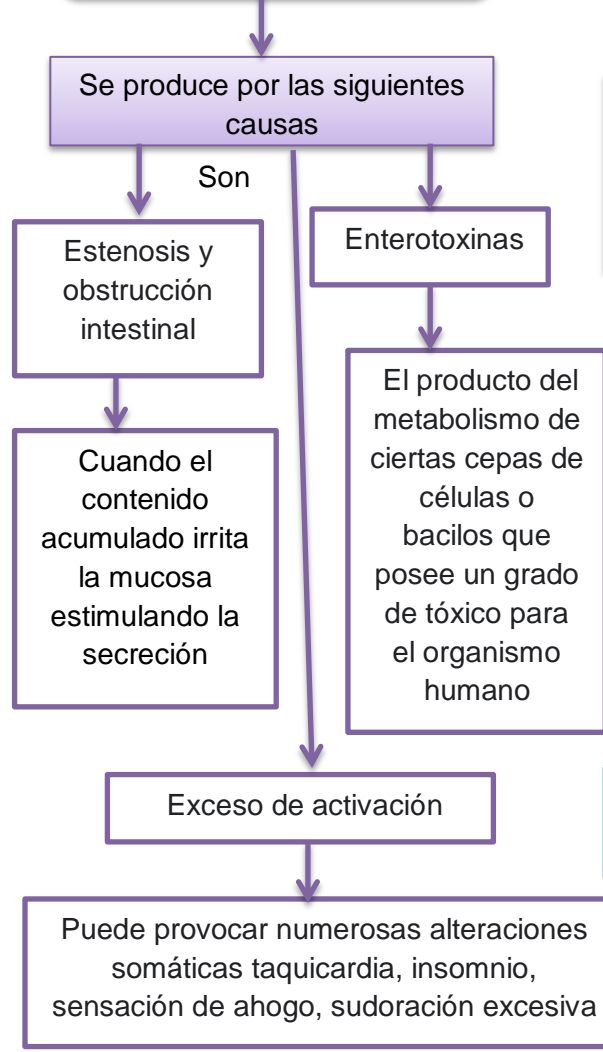 Se produce por las siguientes
causas
Son
Estenosis y
obstrucción
intestinal
Enterotoxinas
Cuando el
contenido
acumulado irrita
la mucosa
estimulando la
secreción
El producto del
metabolismo de
ciertas cepas de
células o
bacilos que
posee un grado
de tóxico para
el organismo
humano
Exceso de activación
Puede provocar numerosas alteraciones
somáticas taquicardia, insomnio,
sensación de ahogo, sudoración excesiva